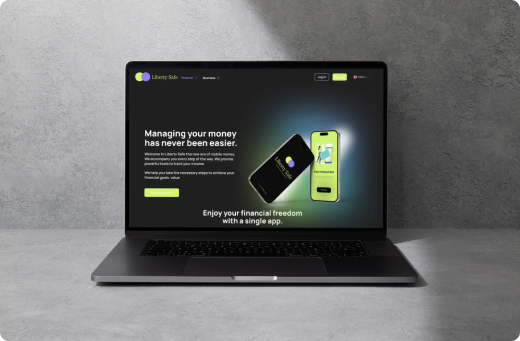 Liberty Safe
Personal
Business
Log In
Managing your money
has never been easier.
Welcome to Liberty Safe the new era of mobile money.
We accompany you every step of the way. We provide
powerful tools to track your income.
We help you take the necessary steps to achieve your
financial goals. value
Liberty Safe
Enjoy your financial freedom
with a single app.